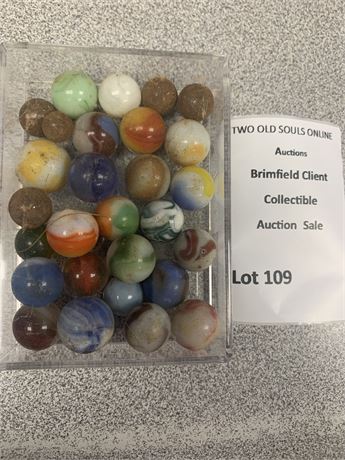 TWO OLD SOULS ONLINE
Auctions
Brimfield Client
Collectible
Auction Sale
Lot 109